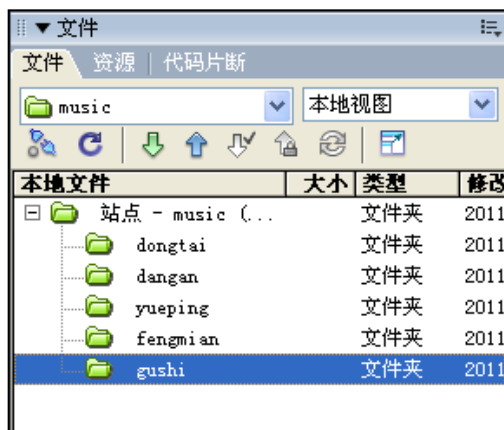 文件
文件 资源 代码片断
music 本地视图
本地文件 大小 类型 修改
站点 - music (... 文件夹 2011
dongtai 文件夹 2011
dangan 文件夹 2011
yueping 文件夹 2011
fengmian 文件夹 2011
gushi 文件夹 2011